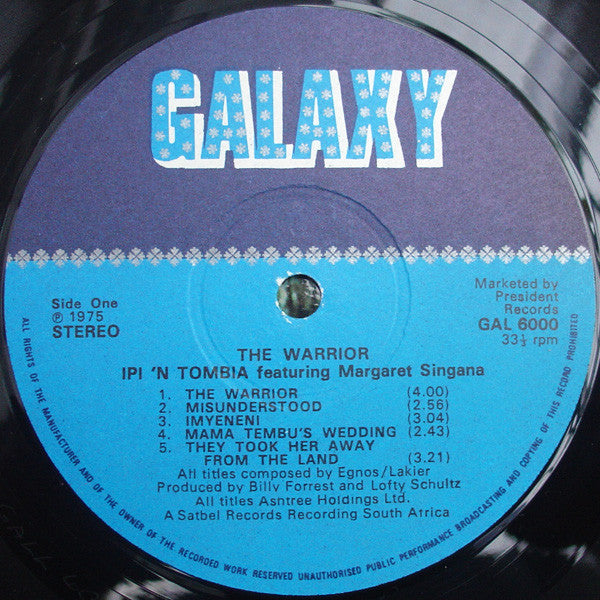 GALAXY
Side One
℗ 1975
STEREO
Marketed by
President
Records
GAL 6000
33⅓ rpm
THE WARRIOR
IPI 'N TOMBIA featuring Margaret Singana
1. THE WARRIOR (4.00)
2. MISUNDERSTOOD (2.56)
3. IMYENENI (3.04)
4. MAMA TEMBU'S WEDDING (2.43)
5. THEY TOOK HER AWAY
FROM THE LAND (3.21)
All titles composed by Egnos/Lakier
Produced by Billy Forrest and Lofty Schultz
All titles Ashtree Holdings Ltd.
A Satbel Records Recording South Africa
ALL RIGHTS OF THE MANUFACTURER AND OF THE OWNER OF THE RECORDED WORK RESERVED UNAUTHORISED PUBLIC PERFORMANCE BROADCASTING AND COPYING OF THIS RECORD PROHIBITED